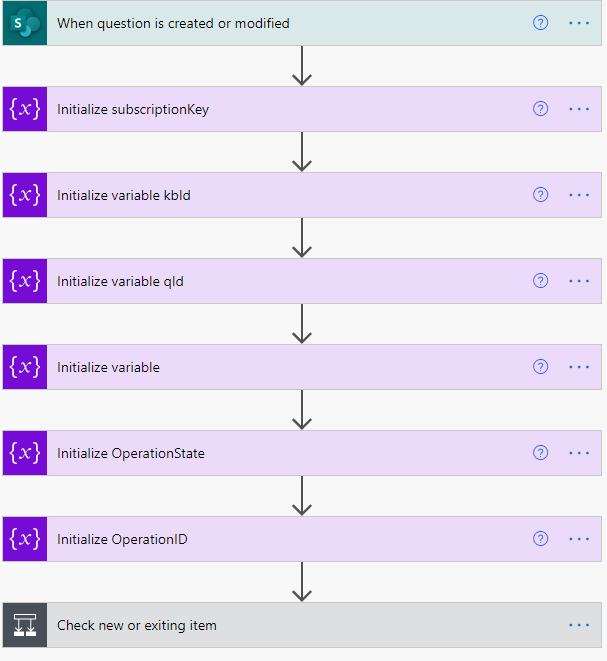 When question is created or modified
Initialize subscriptionKey
Initialize variable kbId
Initialize variable qId
Initialize variable
Initialize OperationState
Initialize OperationID
Check new or exiting item